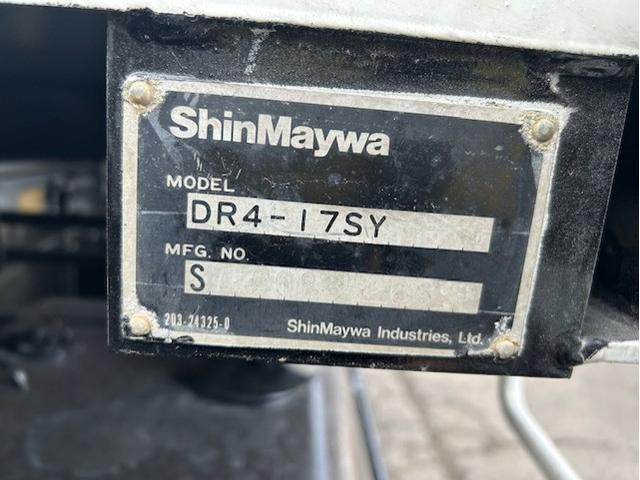 ShinMaywa
MODEL
DR4-17SY
MFG. NO.
S
203-24325-0
ShinMaywa Industries, Ltd.